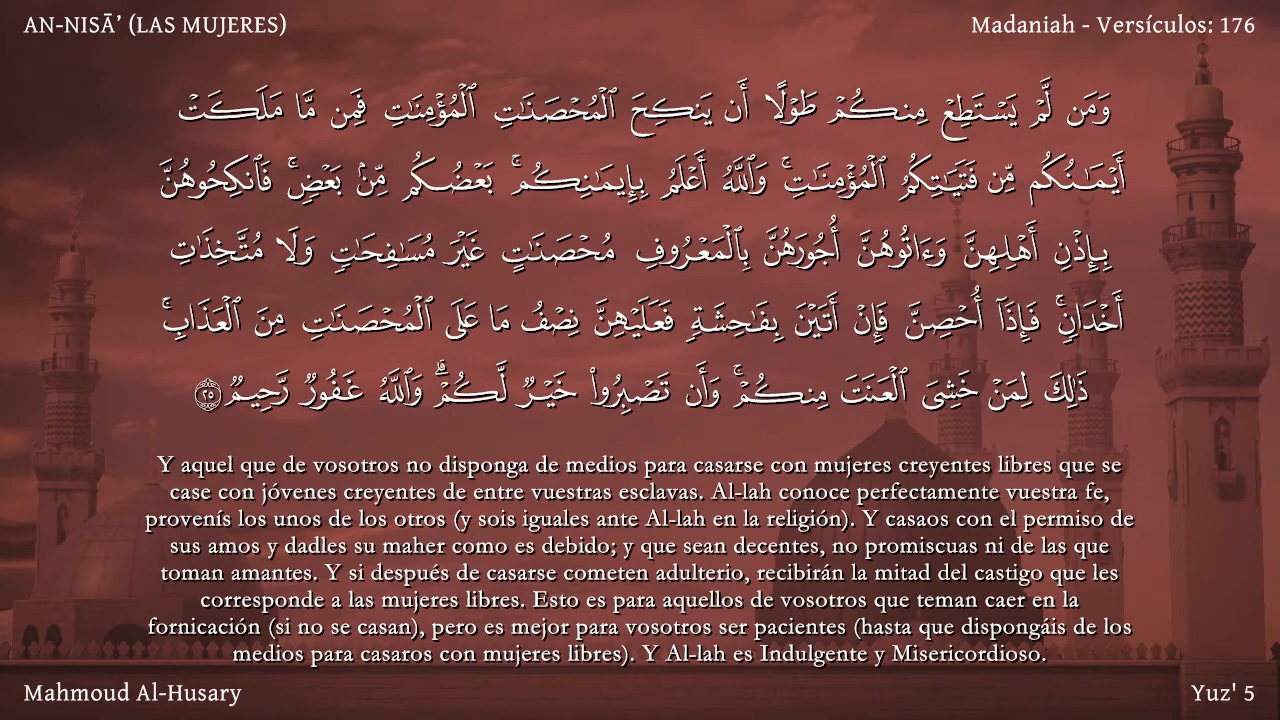 AN-NISĀ’ (LAS MUJERES)
Madaniah - Versículos: 176
وَمَن لَّمْ يَسْتَطِعْ مِنكُمْ طَوْلًا أَن يَنكِحَ ٱلْمُحْصَنَـٰتِ ٱلْمُؤْمِنَـٰتِ فَمِن مَّا مَلَكَتْ
أَيْمَـٰنُكُم مِّن فَتَيَـٰتِكُمُ ٱلْمُؤْمِنَـٰتِ ۚ وَٱللَّهُ أَعْلَمُ بِإِيمَـٰنِكُم ۚ بَعْضُكُم مِّنۢ بَعْضٍ ۚ فَٱنكِحُوهُنَّ
بِإِذْنِ أَهْلِهِنَّ وَءَاتُوهُنَّ أُجُورَهُنَّ بِٱلْمَعْرُوفِ مُحْصَنَـٰتٍ غَيْرَ مُسَـٰفِحَـٰتٍ وَلَا مُتَّخِذَٰتِ
أَخْدَانٍ ۚ فَإِذَآ أُحْصِنَّ فَإِنْ أَتَيْنَ بِفَـٰحِشَةٍ فَعَلَيْهِنَّ نِصْفُ مَا عَلَى ٱلْمُحْصَنَـٰتِ مِنَ ٱلْعَذَابِ ۚ
ذَٰلِكَ لِمَنْ خَشِىَ ٱلْعَنَتَ مِنكُمْ ۚ وَأَن تَصْبِرُوا۟ خَيْرٌ لَّكُمْ ۗ وَٱللَّهُ غَفُورٌ رَّحِيمٌ ٢٥
Y aquel que de vosotros no disponga de medios para casarse con mujeres creyentes libres que se
case con jóvenes creyentes de entre vuestras esclavas. Al-lah conoce perfectamente vuestra fe,
provenís los unos de los otros (y sois iguales ante Al-lah en la religión). Y casaos con el permiso de
sus amos y dadles su maher como es debido; y que sean decentes, no promiscuas ni de las que
toman amantes. Y si después de casarse cometen adulterio, recibirán la mitad del castigo que les
corresponde a las mujeres libres. Esto es para aquellos de vosotros que teman caer en la
fornicación (si no se casan), pero es mejor para vosotros ser pacientes (hasta que dispongáis de los
medios para casaros con mujeres libres). Y Al-lah es Indulgente y Misericordioso.
Mahmoud Al-Husary
Yuz' 5